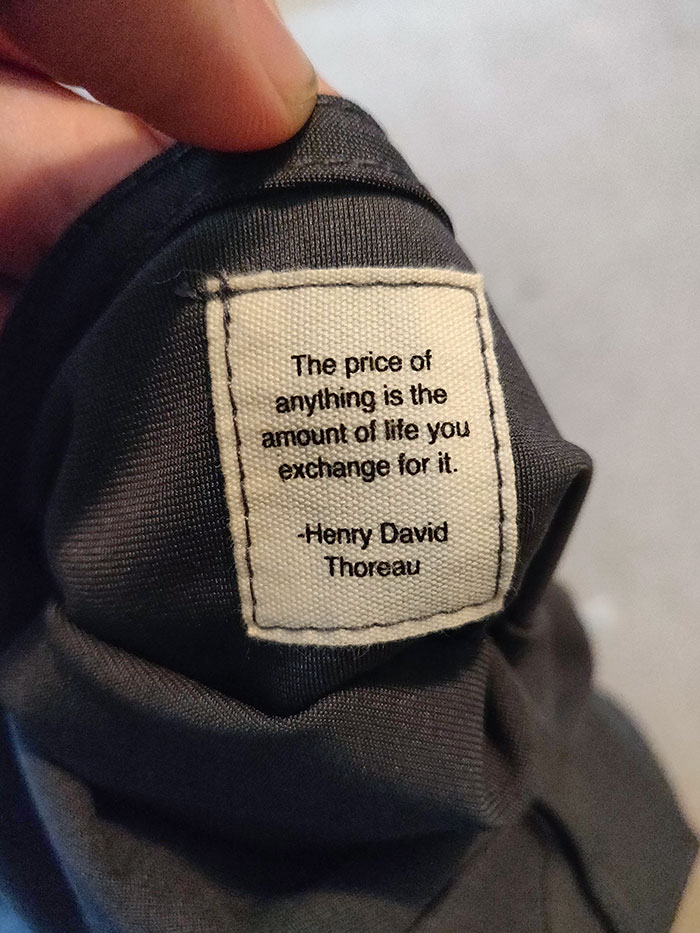 The price of
anything is the
amount of life you
exchange for it.
-Henry David
Thoreau